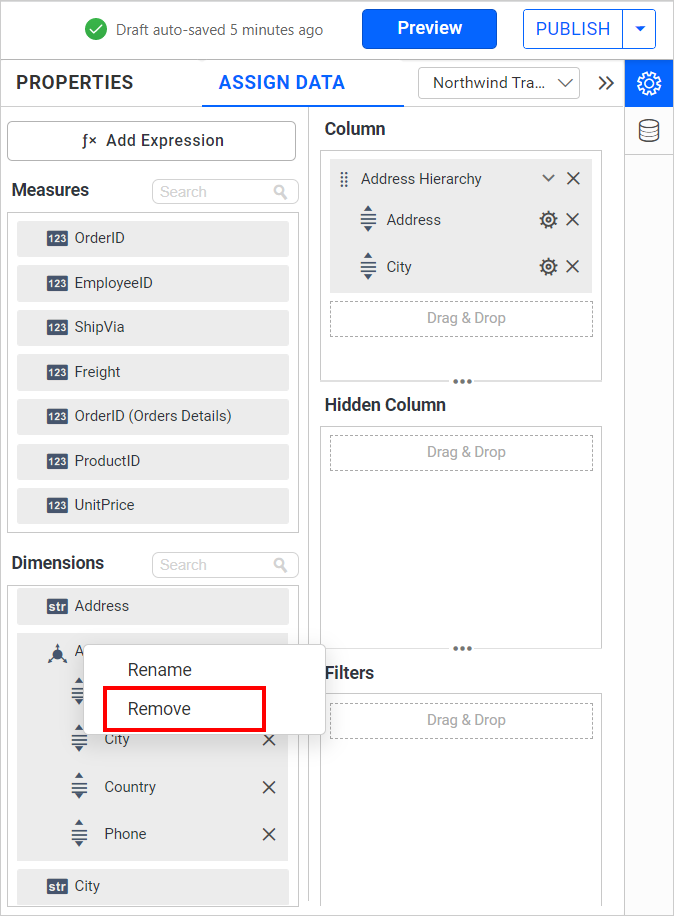 Draft auto-saved 5 minutes ago
Preview
PUBLISH
PROPERTIES
ASSIGN DATA
Northwind Tra...
ƒx Add Expression
Measures
Search
123 OrderID
123 EmployeeID
123 ShipVia
123 Freight
123 OrderID (Orders Details)
123 ProductID
123 UnitPrice
Dimensions
Search
str Address
A
Rename
Remove
City
Country
Phone
str City
Column
Address Hierarchy
Address
City
Drag & Drop
Hidden Column
Drag & Drop
Filters
Drag & Drop